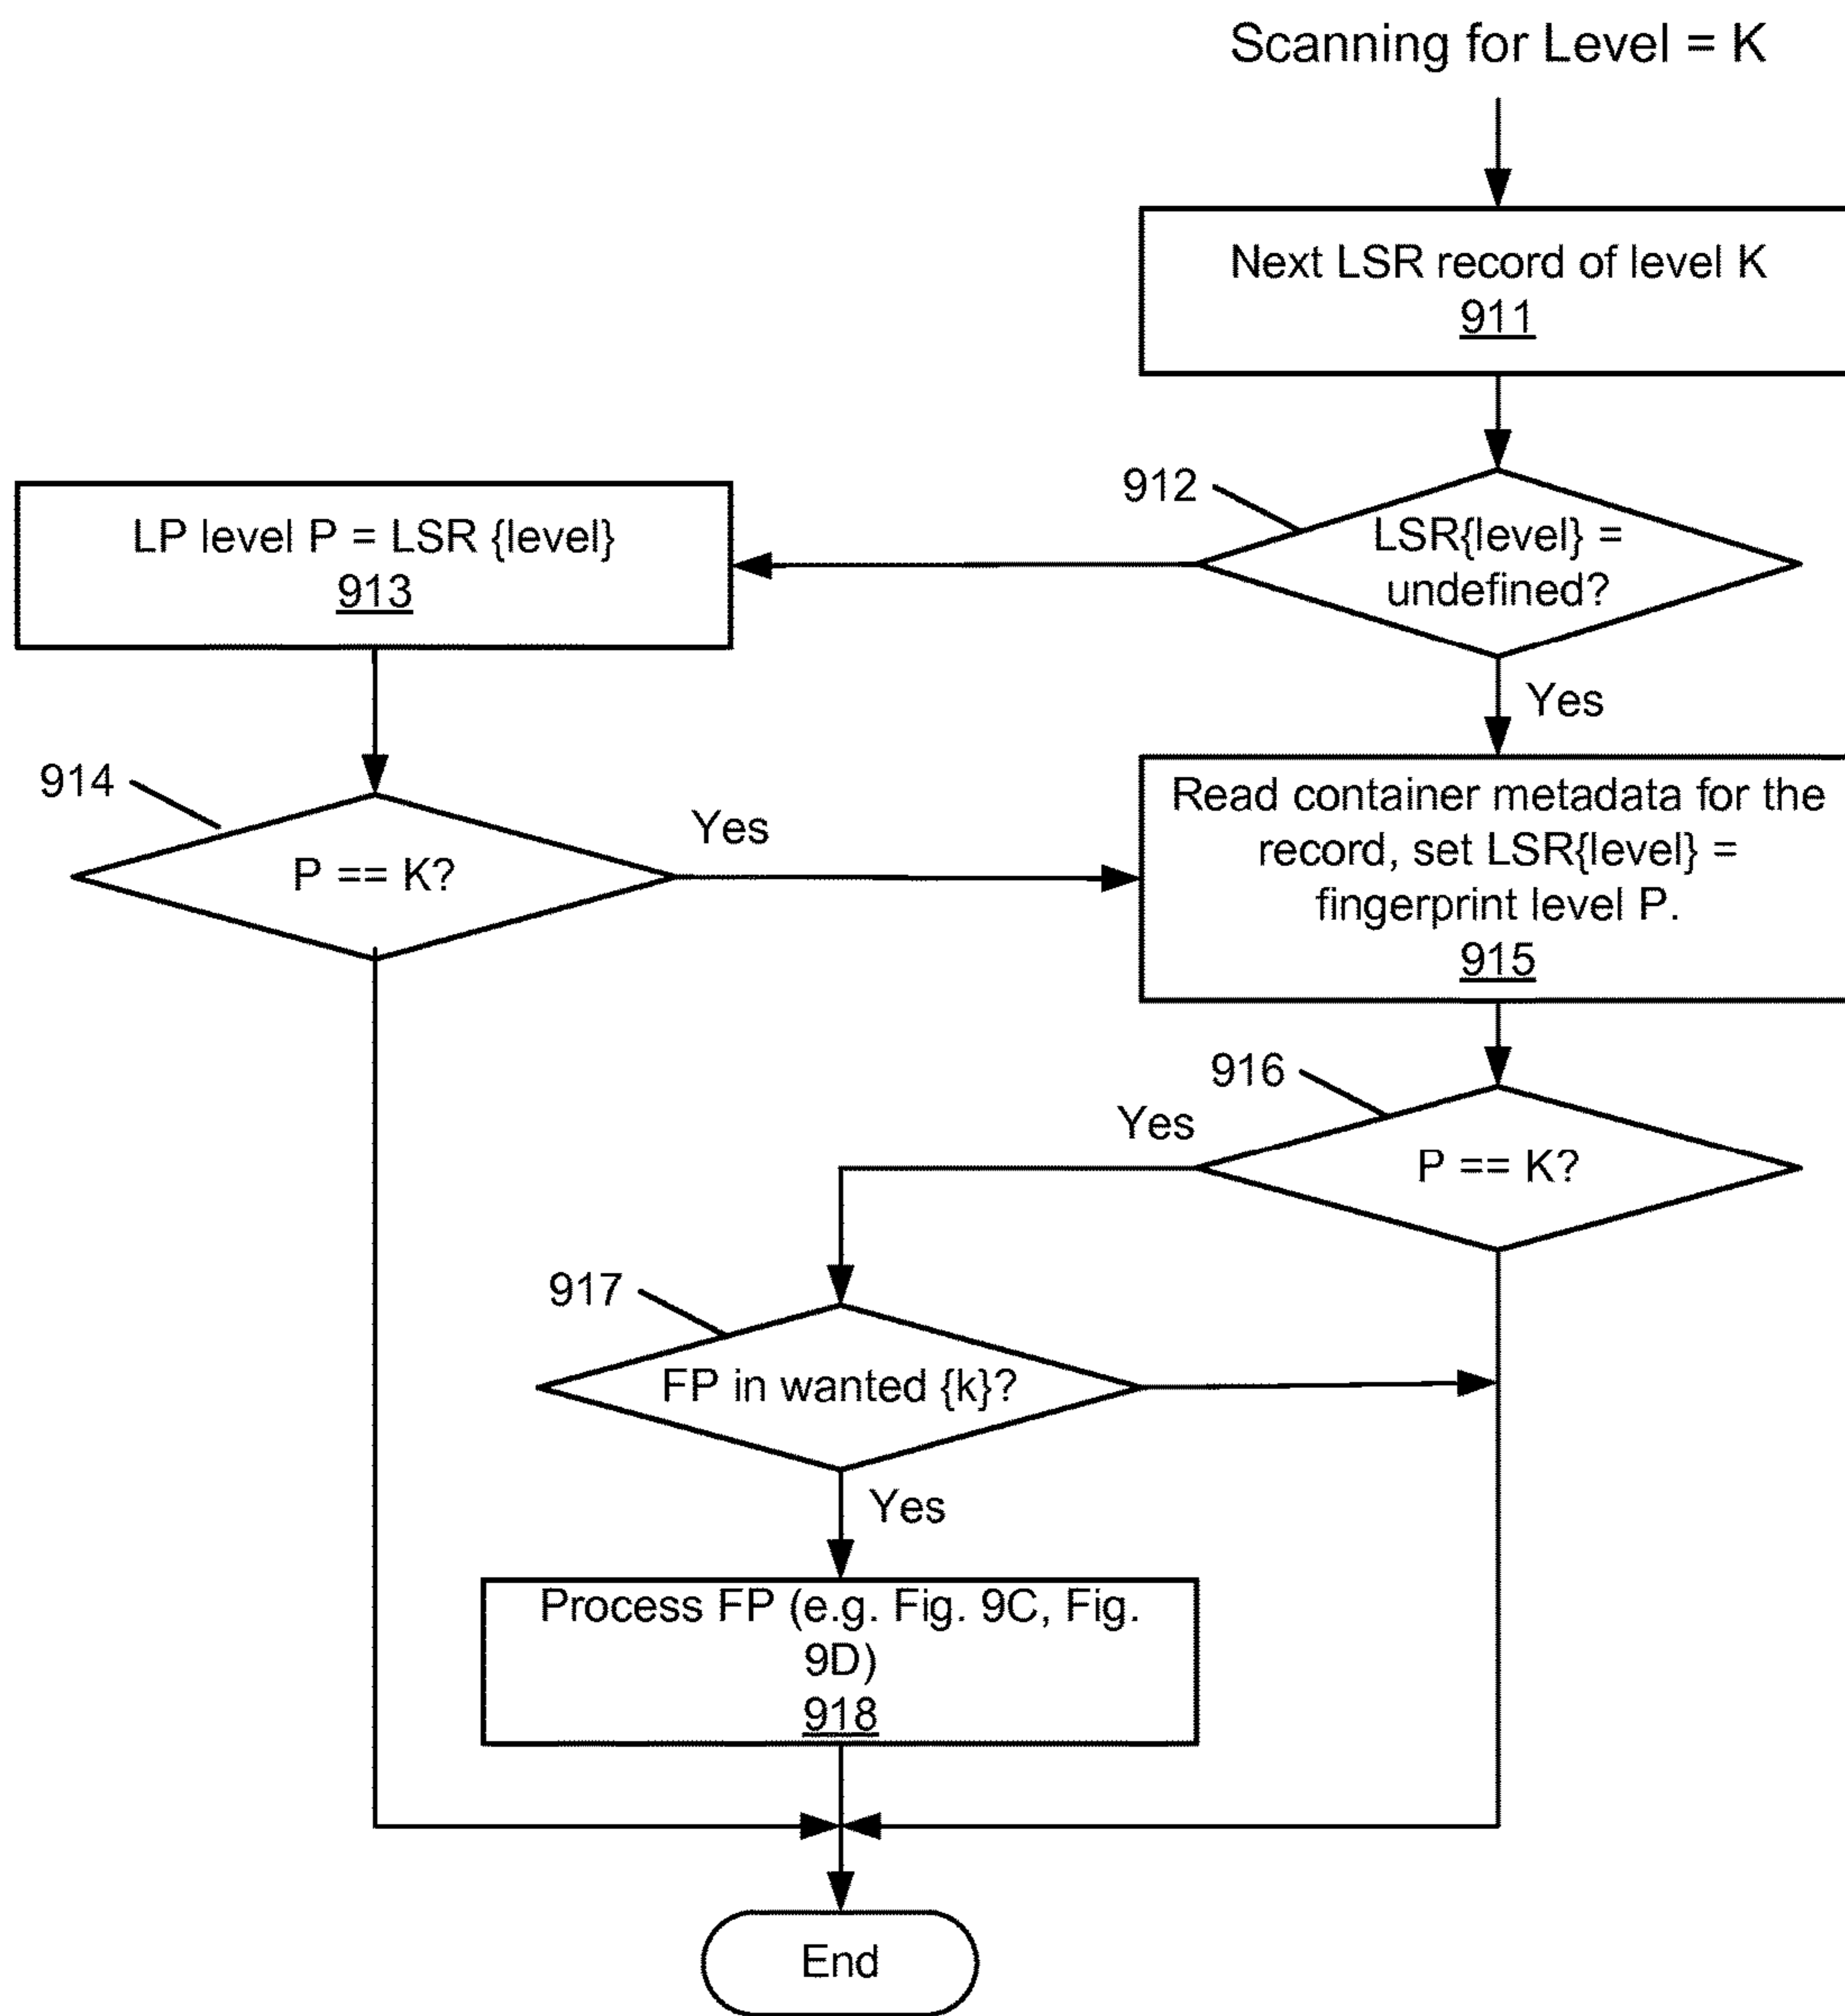 Scanning for Level = K
Next LSR record of level K
911
912
LSR{level} =
undefined?
LP level P = LSR {level}
913
Yes
914
P == K?
Yes
Read container metadata for the
record, set LSR{level} =
fingerprint level P.
915
916
Yes
P == K?
917
FP in wanted {k}?
Yes
Process FP (e.g. Fig. 9C, Fig.
9D)
918
End